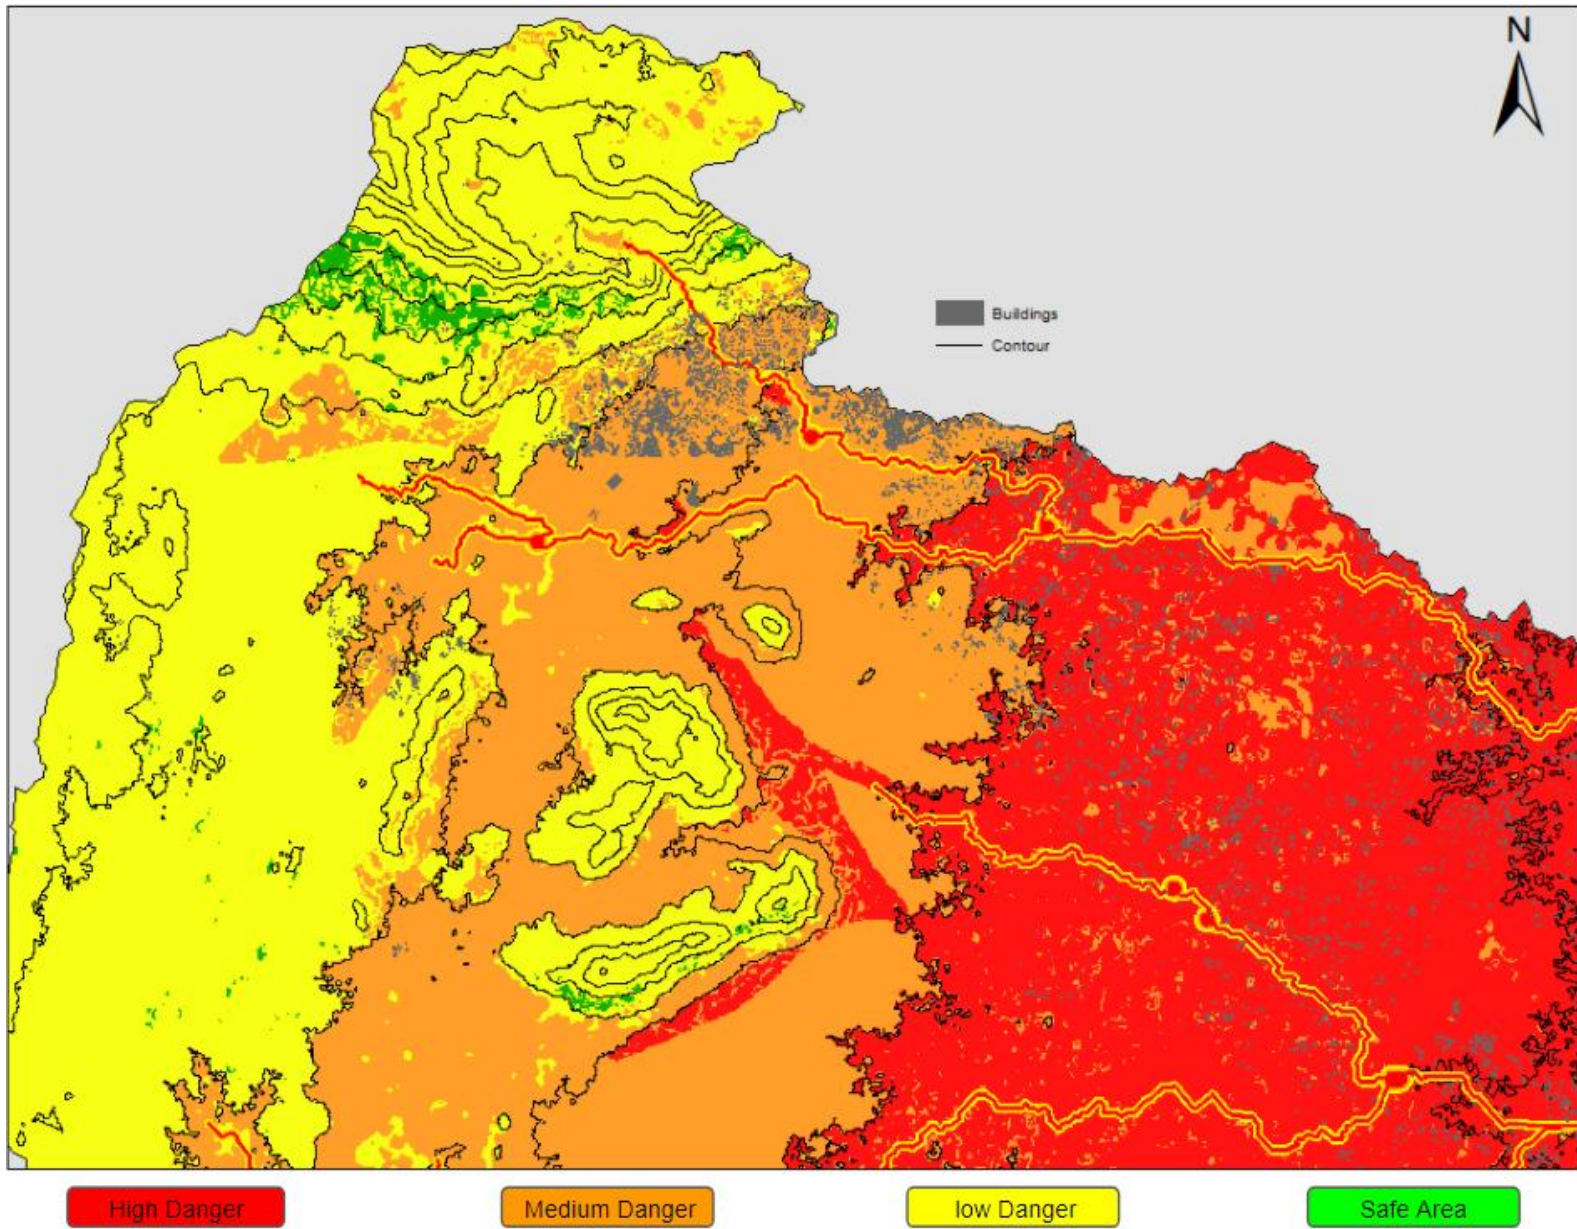 N
Buildings
Contour
High Danger
Medium Danger
low Danger
Safe Area